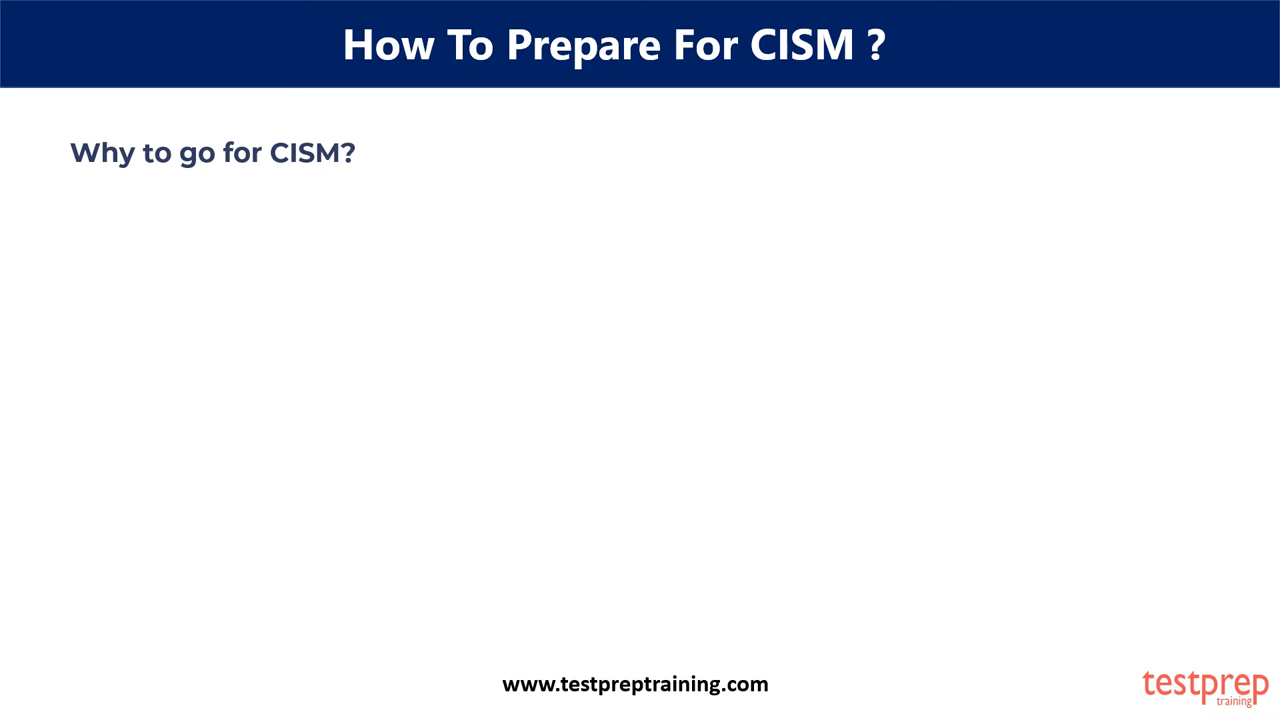 How To Prepare For CISM ?
Why to go for CISM?
www.testpreptraining.com
testprep
training